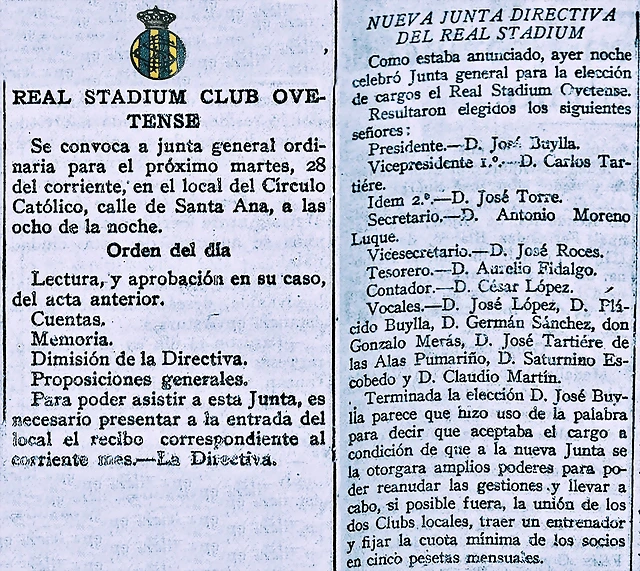 REAL STADIUM CLUB OVE-
TENSE
Se convoca a junta general ordi-
naria para el próximo martes, 28
del corriente, en el local del Círculo
Católico, calle de Santa Ana, a las
ocho de la noche.
Orden del día
Lectura, y aprobación en su caso,
del acta anterior.
Cuentas.
Memoria.
Dimisión de la Directiva.
Proposiciones generales.
Para poder asistir a esta Junta, es
necesario presentar a la entrada del
local el recibo correspondiente al
corriente mes.—La Directiva.
NUEVA JUNTA DIRECTIVA
DEL REAL STADIUM
Como estaba anunciado, ayer noche
celebró Junta general para la elección
de cargos el Real Stadium Ovetense.
Resultaron elegidos los siguientes
señores:
Presidente.—D. José Buylla.
Vicepresidente 1.º.—D. Carlos Tar-
tiére.
Idem 2.º.—D. José Torre.
Secretario.—D. Antonio Moreno
Luque.
Vicesecretario.—D. José Roces.
Tesorero.—D. Aurelio Fidalgo.
Contador.—D. César López.
Vocales.—D. José López, D. Plá-
cido Buylla, D. Germán Sánchez, don
Gonzalo Merás, D. José Tartiére de
las Alas Pumariño, D. Saturnino Es-
cobedo y D. Claudio Martín.
Terminada la elección D. José Buy-
lla parece que hizo uso de la palabra
para decir que aceptaba el cargo a
condición de que a la nueva Junta se
la otorgara amplios poderes para po-
der reanudar las gestiones y llevar a
cabo, si posible fuera, la unión de los
dos Clubs locales, traer un entrenador
y fijar la cuota mínima de los socios
en cinco pesetas mensuales.